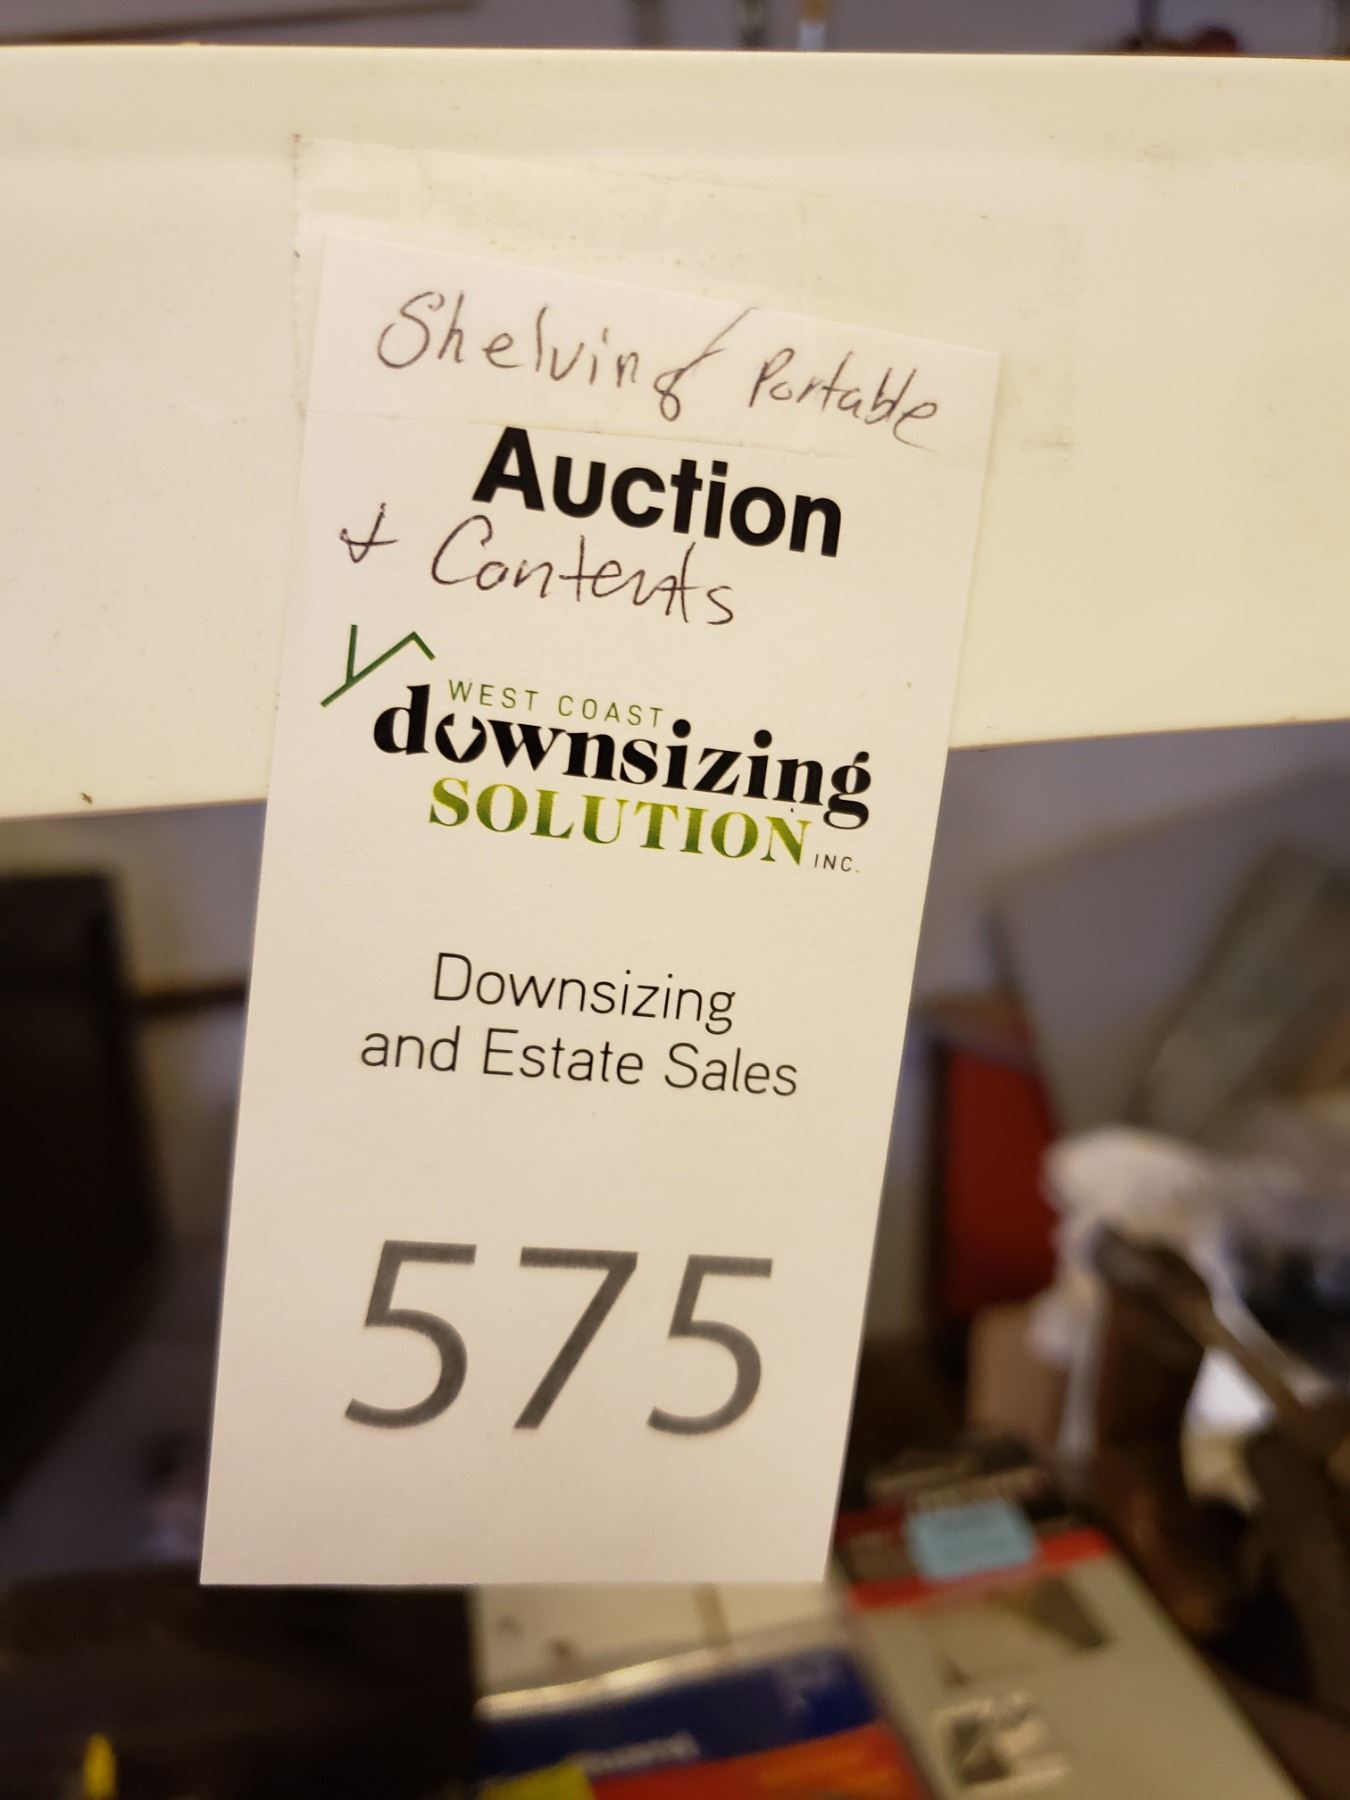 Shelving / Portable
Auction
+ Contents
WEST COAST
downsizing
SOLUTION INC.
Downsizing
and Estate Sales
575